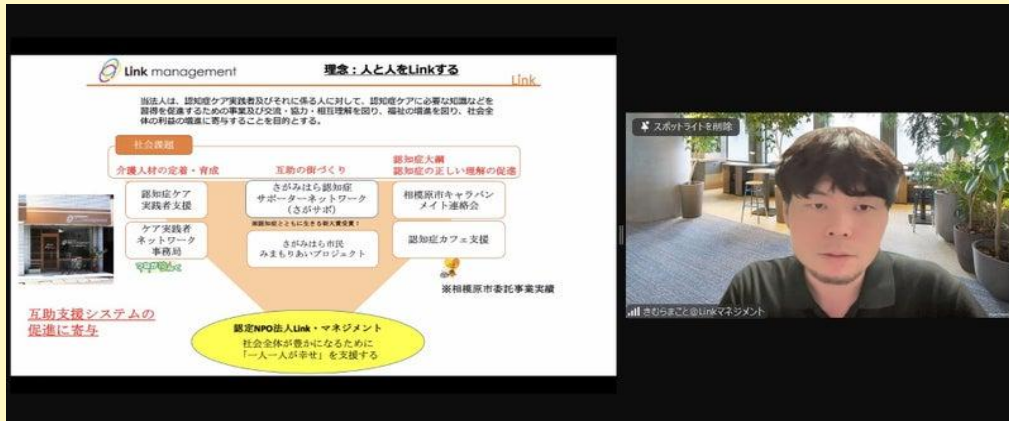 Link management
理念：人と人をLinkする
Link
当法人は、認知症ケア実践者及びそれに係る人に対して、認知症ケアに必要な知識などを
習得を促進するための事業及び交流・協力・相互理解を図り、福祉の増進を図り、社会全
体の利益の増進に寄与することを目的とする。
社会課題
介護人材の定着・育成
互助の街づくり
認知症大綱
認知症の正しい理解の促進
認知症ケア
実践者支援
さがみはら認知症
サポーターネットワーク
(さがサポ)
相模原市キャラバン
メイト連絡会
※認知症とともに生きる街大賞受賞！
ケア実践者
ネットワーク
事務局
さがみはら市民
みまもりあいプロジェクト
認知症カフェ支援
※相模原市委託事業実績
互助支援システムの
促進に寄与
認定NPO法人Link・マネジメント
社会全体が豊かになるために
「一人一人が幸せ」を支援する
スポットライトを削除
きむらまこと@Linkマネジメント